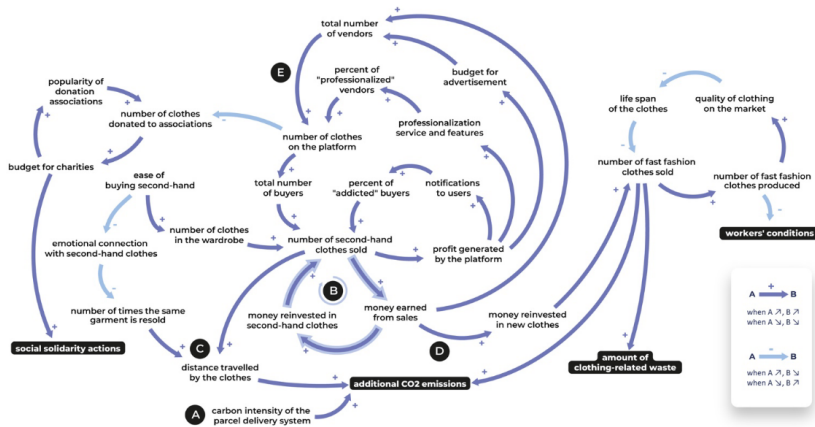 total number
of vendors
E
popularity of
donation
associations
percent of
"professionalized"
vendors
budget for
advertisement
life span
of the clothes
quality of clothing
on the market
number of clothes
donated to associations
professionalization
service and features
number of clothes
on the platform
budget for charities
number of fast fashion
clothes sold
ease of
buying second-hand
total number
of buyers
percent of
"addicted" buyers
notifications
to users
number of fast fashion
clothes produced
number of clothes
in the wardrobe
number of second-hand
clothes sold
profit generated
by the platform
workers' conditions
emotional connection
with second-hand clothes
B
money reinvested in
second-hand clothes
money earned
from sales
money reinvested
in new clothes
number of times the same
garment is resold
social solidarity actions
C
D
distance travelled
by the clothes
additional CO2 emissions
amount of
clothing-related waste
A
carbon intensity of the
parcel delivery system
A + B
when A ↗, B ↗
when A ↘, B ↘
A - B
when A ↗, B ↘
when A ↘, B ↗